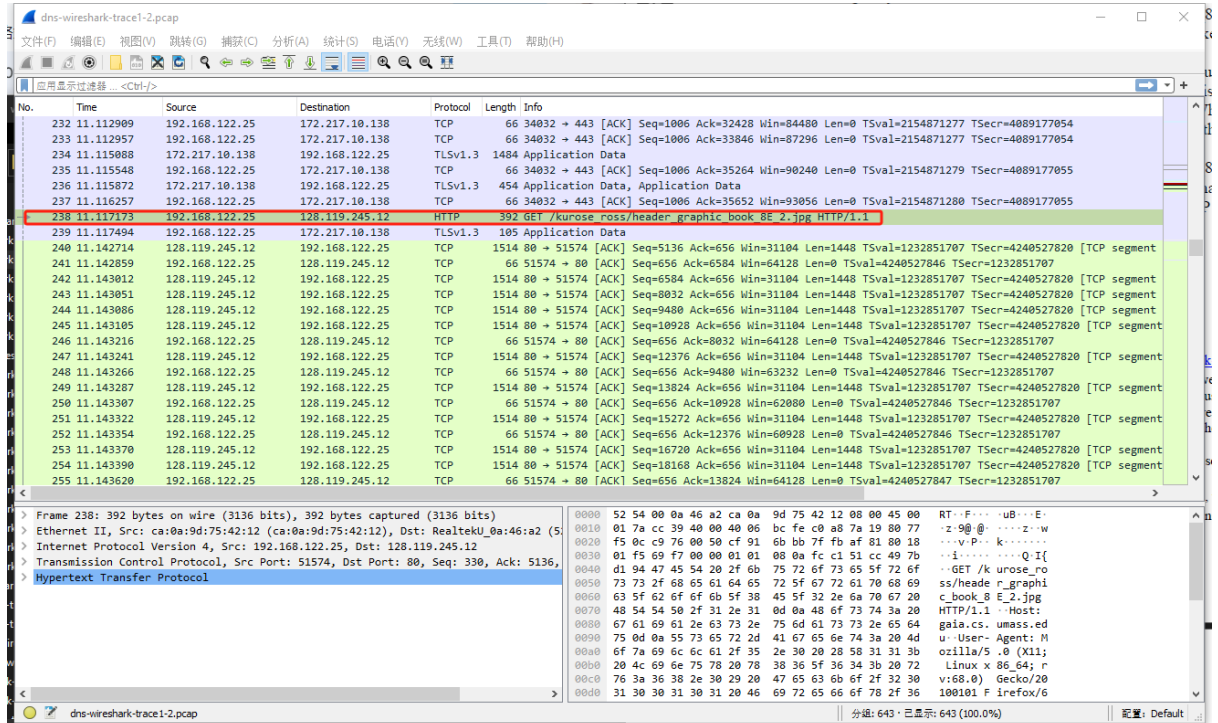 dns-wireshark-trace1-2.pcap
文件(F) 编辑(E) 视图(V) 跳转(G) 捕获(C) 分析(A) 统计(S) 电话(Y) 无线(W) 工具(T) 帮助(H)
应用显示过滤器 … <Ctrl-/>
No. Time Source Destination Protocol Length Info
232 11.112909 192.168.122.25 172.217.10.138 TCP 66 34032 → 443 [ACK] Seq=1006 Ack=32428 Win=84480 Len=0 TSval=2154871277 TSecr=4089177054
233 11.112957 192.168.122.25 172.217.10.138 TCP 66 34032 → 443 [ACK] Seq=1006 Ack=33846 Win=87296 Len=0 TSval=2154871277 TSecr=4089177054
234 11.115088 172.217.10.138 192.168.122.25 TLSv1.3 1484 Application Data
235 11.115548 192.168.122.25 172.217.10.138 TCP 66 34032 → 443 [ACK] Seq=1006 Ack=35264 Win=90240 Len=0 TSval=2154871279 TSecr=4089177055
236 11.115872 172.217.10.138 192.168.122.25 TLSv1.3 454 Application Data, Application Data
237 11.116257 192.168.122.25 172.217.10.138 TCP 66 34032 → 443 [ACK] Seq=1006 Ack=35652 Win=93056 Len=0 TSval=2154871280 TSecr=4089177055
238 11.117173 192.168.122.25 128.119.245.12 HTTP 392 GET /kurose_ross/header_graphic_book_8E_2.jpg HTTP/1.1
239 11.117494 192.168.122.25 172.217.10.138 TLSv1.3 105 Application Data
240 11.142714 128.119.245.12 192.168.122.25 TCP 1514 80 → 51574 [ACK] Seq=5136 Ack=656 Win=31104 Len=1448 TSval=1232851707 TSecr=4240527820 [TCP segment
241 11.142859 192.168.122.25 128.119.245.12 TCP 66 51574 → 80 [ACK] Seq=656 Ack=6584 Win=64128 Len=0 TSval=4240527846 TSecr=1232851707
242 11.143012 128.119.245.12 192.168.122.25 TCP 1514 80 → 51574 [ACK] Seq=6584 Ack=656 Win=31104 Len=1448 TSval=1232851707 TSecr=4240527820 [TCP segment
243 11.143051 128.119.245.12 192.168.122.25 TCP 1514 80 → 51574 [ACK] Seq=8032 Ack=656 Win=31104 Len=1448 TSval=1232851707 TSecr=4240527820 [TCP segment
244 11.143086 128.119.245.12 192.168.122.25 TCP 1514 80 → 51574 [ACK] Seq=9480 Ack=656 Win=31104 Len=1448 TSval=1232851707 TSecr=4240527820 [TCP segment
245 11.143105 128.119.245.12 192.168.122.25 TCP 1514 80 → 51574 [ACK] Seq=10928 Ack=656 Win=31104 Len=1448 TSval=1232851707 TSecr=4240527820 [TCP segment
246 11.143216 192.168.122.25 128.119.245.12 TCP 66 51574 → 80 [ACK] Seq=656 Ack=8032 Win=64128 Len=0 TSval=4240527846 TSecr=1232851707
247 11.143241 128.119.245.12 192.168.122.25 TCP 1514 80 → 51574 [ACK] Seq=12376 Ack=656 Win=31104 Len=1448 TSval=1232851707 TSecr=4240527820 [TCP segment
248 11.143266 192.168.122.25 128.119.245.12 TCP 66 51574 → 80 [ACK] Seq=656 Ack=9480 Win=63232 Len=0 TSval=4240527846 TSecr=1232851707
249 11.143287 128.119.245.12 192.168.122.25 TCP 1514 80 → 51574 [ACK] Seq=13824 Ack=656 Win=31104 Len=1448 TSval=1232851707 TSecr=4240527820 [TCP segment
250 11.143307 192.168.122.25 128.119.245.12 TCP 66 51574 → 80 [ACK] Seq=656 Ack=10928 Win=62080 Len=0 TSval=4240527846 TSecr=1232851707
251 11.143322 128.119.245.12 192.168.122.25 TCP 1514 80 → 51574 [ACK] Seq=15272 Ack=656 Win=31104 Len=1448 TSval=1232851707 TSecr=4240527820 [TCP segment
252 11.143354 192.168.122.25 128.119.245.12 TCP 66 51574 → 80 [ACK] Seq=656 Ack=12376 Win=60928 Len=0 TSval=4240527846 TSecr=1232851707
253 11.143370 128.119.245.12 192.168.122.25 TCP 1514 80 → 51574 [ACK] Seq=16720 Ack=656 Win=31104 Len=1448 TSval=1232851707 TSecr=4240527820 [TCP segment
254 11.143390 128.119.245.12 192.168.122.25 TCP 1514 80 → 51574 [ACK] Seq=18168 Ack=656 Win=31104 Len=1448 TSval=1232851707 TSecr=4240527820 [TCP segment
255 11.143620 192.168.122.25 128.119.245.12 TCP 66 51574 → 80 [ACK] Seq=656 Ack=13824 Win=64128 Len=0 TSval=4240527847 TSecr=1232851707
Frame 238: 392 bytes on wire (3136 bits), 392 bytes captured (3136 bits)
Ethernet II, Src: ca:0a:9d:75:42:12 (ca:0a:9d:75:42:12), Dst: RealtekU_0a:46:a2 (5
Internet Protocol Version 4, Src: 192.168.122.25, Dst: 128.119.245.12
Transmission Control Protocol, Src Port: 51574, Dst Port: 80, Seq: 330, Ack: 5136,
Hypertext Transfer Protocol
0000 52 54 00 0a 46 a2 ca 0a 9d 75 42 12 08 00 45 00 RT··F··· ·uB···E·
0010 01 7a cc 39 40 00 40 06 bc fe c0 a8 7a 19 80 77 ·z·9@·@· ····z··w
0020 f5 0c c9 76 00 50 cf 91 6b bb 7f fb af 81 80 18 ···v·P·· k·······
0030 01 f5 69 f7 00 00 01 01 08 0a fc c1 51 cc 49 7b ··i····· ····Q·I{
0040 d1 94 47 45 54 20 2f 6b 75 72 6f 73 65 5f 72 6f ··GET /k urose_ro
0050 73 73 2f 68 65 61 64 65 72 5f 67 72 61 70 68 69 ss/heade r_graphi
0060 63 5f 62 6f 6f 6b 5f 38 45 5f 32 2e 6a 70 67 20 c_book_8 E_2.jpg
0070 48 54 54 50 2f 31 2e 31 0d 0a 48 6f 73 74 3a 20 HTTP/1.1 ··Host:
0080 67 61 69 61 2e 63 73 2e 75 6d 61 73 73 2e 65 64 gaia.cs. umass.ed
0090 75 0d 0a 55 73 65 72 2d 41 67 65 6e 74 3a 20 4d u··User- Agent: M
00a0 6f 7a 69 6c 6c 61 2f 35 2e 30 20 28 58 31 31 3b ozilla/5 .0 (X11;
00b0 20 4c 69 6e 75 78 20 78 38 36 5f 36 34 3b 20 72 Linux x 86_64; r
00c0 76 3a 36 38 2e 30 29 20 47 65 63 6b 6f 2f 32 30 v:68.0) Gecko/20
00d0 31 30 30 31 30 31 20 46 69 72 65 66 6f 78 2f 36 100101 F irefox/6
dns-wireshark-trace1-2.pcap
分组: 643 · 已显示: 643 (100.0%)
配置: Default